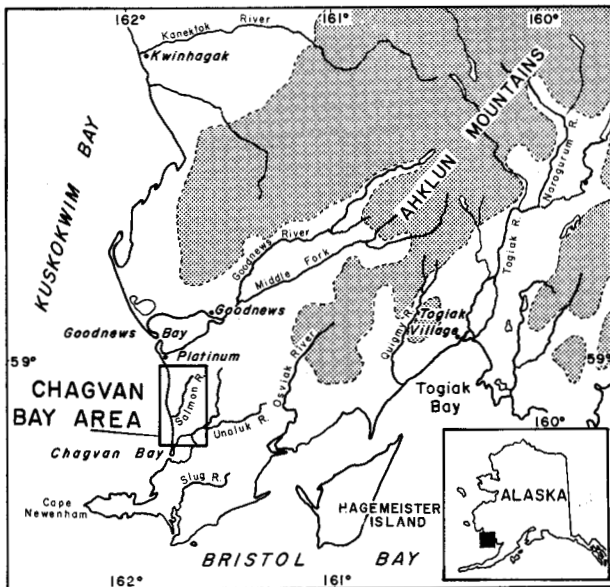 162°
161°
160°
Kanektok River
Kwinhagak
AHKLUN MOUNTAINS
Narogurum R.
KUSKOKWIM BAY
Goodnews River
Togiak R.
Middle Fork
Goodnews
Goodnews Bay
Quigmy R.
Togiak
Village
Platinum
59°
59°
Osviak River
CHAGVAN
BAY AREA
Salmon R.
Togiak
Bay
Unaluk R.
160°
Chagvan Bay
Slug R.
Cape
Newenham
HAGEMEISTER
ISLAND
ALASKA
BRISTOL BAY
162°
161°